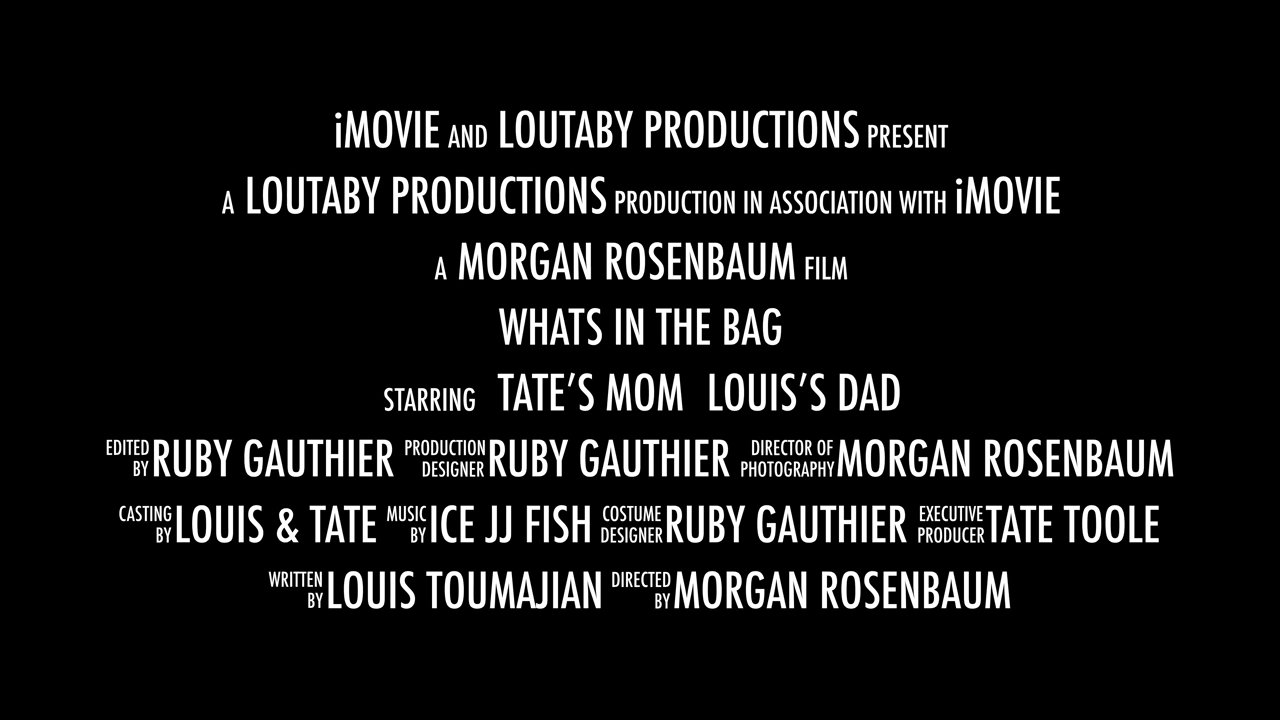 iMOVIE AND LOUTABY PRODUCTIONS PRESENT
A LOUTABY PRODUCTIONS PRODUCTION IN ASSOCIATION WITH iMOVIE
A MORGAN ROSENBAUM FILM
WHATS IN THE BAG
STARRING TATE’S MOM LOUIS’S DAD
EDITED BY RUBY GAUTHIER PRODUCTION DESIGNER RUBY GAUTHIER DIRECTOR OF PHOTOGRAPHY MORGAN ROSENBAUM
CASTING BY LOUIS & TATE MUSIC BY ICE JJ FISH COSTUME DESIGNER RUBY GAUTHIER EXECUTIVE PRODUCER TATE TOOLE
WRITTEN BY LOUIS TOUMAJIAN DIRECTED BY MORGAN ROSENBAUM